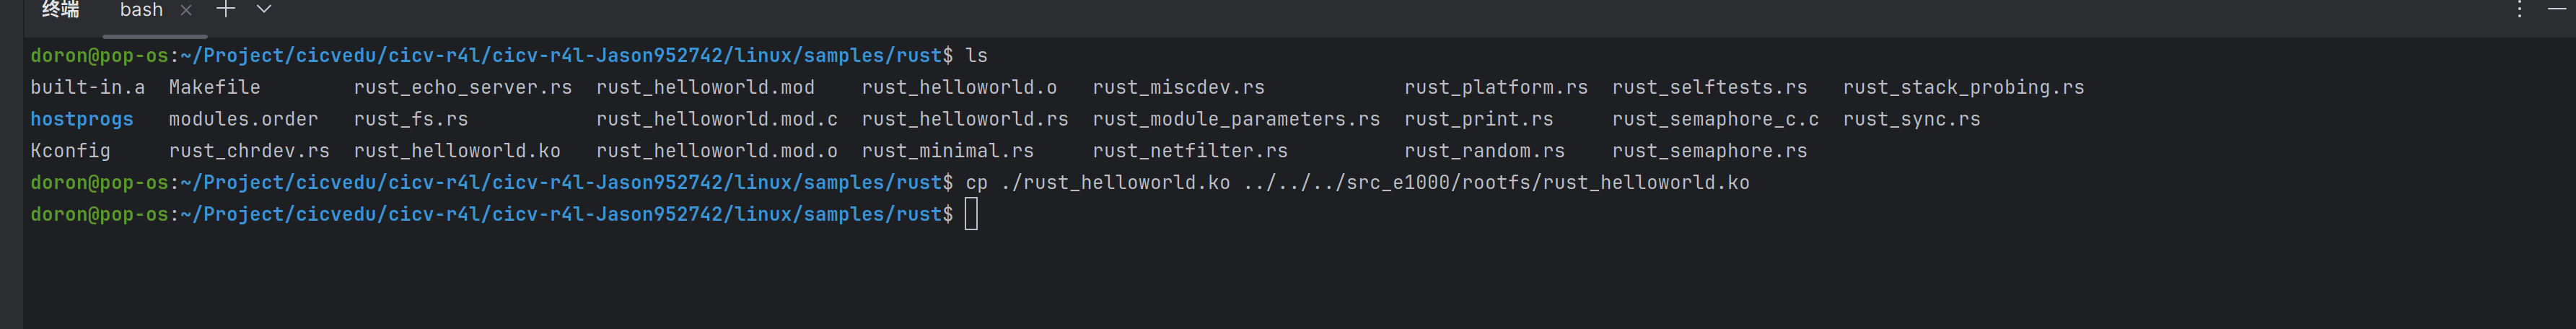 终端 bash
doron@pop-os:~/Project/cicvedu/cicv-r4l/cicv-r4l-Jason952742/linux/samples/rust$ ls
built-in.a Makefile rust_echo_server.rs rust_helloworld.mod rust_helloworld.o rust_miscdev.rs rust_platform.rs rust_selftests.rs rust_stack_probing.rs
hostprogs modules.order rust_fs.rs rust_helloworld.mod.c rust_helloworld.rs rust_module_parameters.rs rust_print.rs rust_semaphore_c.c rust_sync.rs
Kconfig rust_chrdev.rs rust_helloworld.ko rust_helloworld.mod.o rust_minimal.rs rust_netfilter.rs rust_random.rs rust_semaphore.rs
doron@pop-os:~/Project/cicvedu/cicv-r4l/cicv-r4l-Jason952742/linux/samples/rust$ cp ./rust_helloworld.ko ../../../src_e1000/rootfs/rust_helloworld.ko
doron@pop-os:~/Project/cicvedu/cicv-r4l/cicv-r4l-Jason952742/linux/samples/rust$